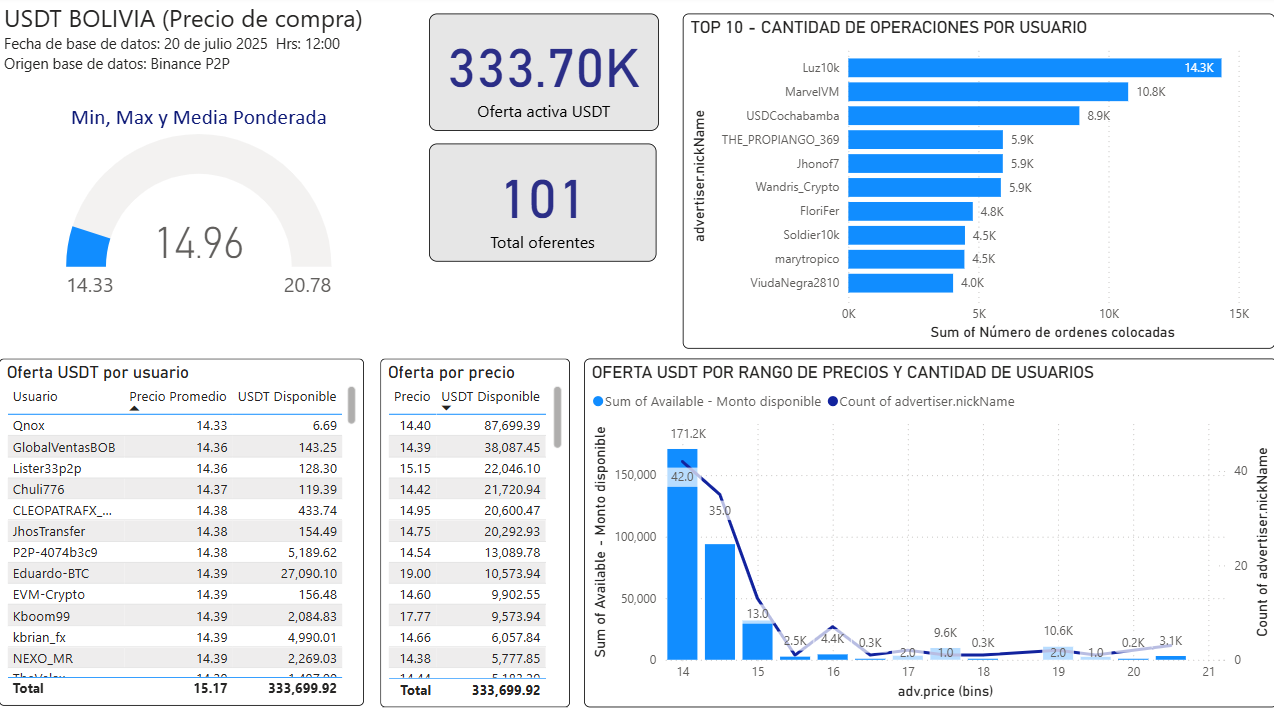 USDT BOLIVIA (Precio de compra)
Fecha de base de datos: 20 de julio 2025 Hrs: 12:00
Origen base de datos: Binance P2P
Min, Max y Media Ponderada
14.96
14.33
20.78
333.70K
Oferta activa USDT
101
Total oferentes
TOP 10 - CANTIDAD DE OPERACIONES POR USUARIO
advertiser.nickName
Luz10k 14.3K
MarvelVM 10.8K
USDCochabamba 8.9K
THE_PROPIANGO_369 5.9K
Jhonof7 5.9K
Wandris_Crypto 5.9K
FloriFer 4.8K
Soldier10k 4.5K
marytropico 4.5K
ViudaNegra2810 4.0K
0K 5K 10K 15K
Sum of Número de ordenes colocadas
Oferta USDT por usuario
Usuario Precio Promedio USDT Disponible
Qnox 14.33 6.69
GlobalVentasBOB 14.36 143.25
Lister33p2p 14.36 128.30
Chuli776 14.37 119.39
CLEOPATRAFX_... 14.38 433.74
JhosTransfer 14.38 154.49
P2P-4074b3c9 14.38 5,189.62
Eduardo-BTC 14.39 27,090.10
EVM-Crypto 14.39 156.48
Kboom99 14.39 2,084.83
kbrian_fx 14.39 4,990.01
NEXO_MR 14.39 2,269.03
Total 15.17 333,699.92
Oferta por precio
Precio USDT Disponible
14.40 87,699.39
14.39 38,087.45
15.15 22,046.10
14.42 21,720.94
14.95 20,600.47
14.75 20,292.93
14.54 13,089.78
19.00 10,573.94
14.60 9,902.55
17.77 9,573.94
14.66 6,057.84
14.38 5,777.85
Total 333,699.92
OFERTA USDT POR RANGO DE PRECIOS Y CANTIDAD DE USUARIOS
Sum of Available - Monto disponible Count of advertiser.nickName
Sum of Available - Monto disponible
150,000
100,000
50,000
0
171.2K
42.0
35.0
13.0
2.5K
4.4K
0.3K
2.0
9.6K
1.0
0.3K
10.6K
2.0
1.0
0.2K
3.1K
40
20
0
Count of advertiser.nickName
14 15 16 17 18 19 20 21
adv.price (bins)